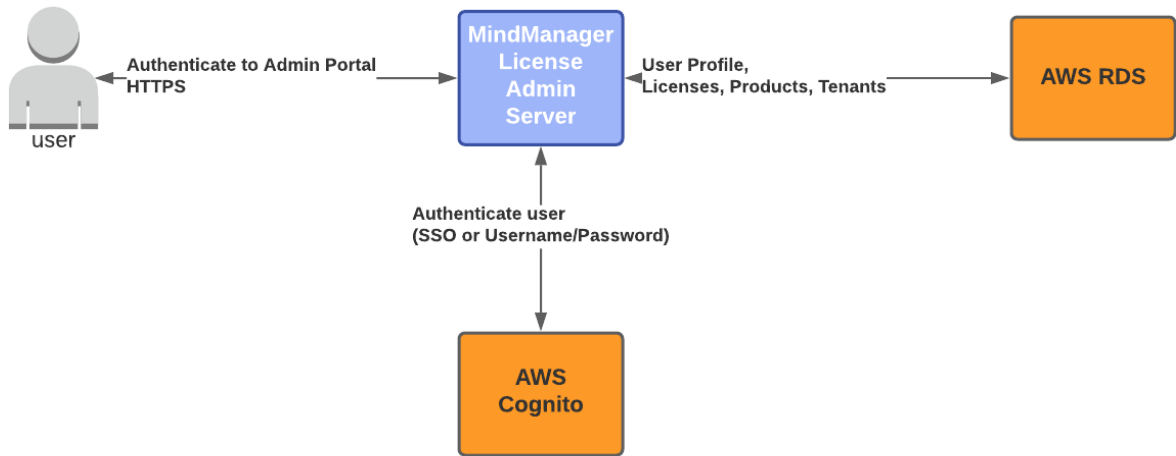 Authenticate to Admin Portal
HTTPS
user
MindManager
License
Admin
Server
User Profile,
Licenses, Products, Tenants
AWS RDS
Authenticate user
(SSO or Username/Password)
AWS
Cognito